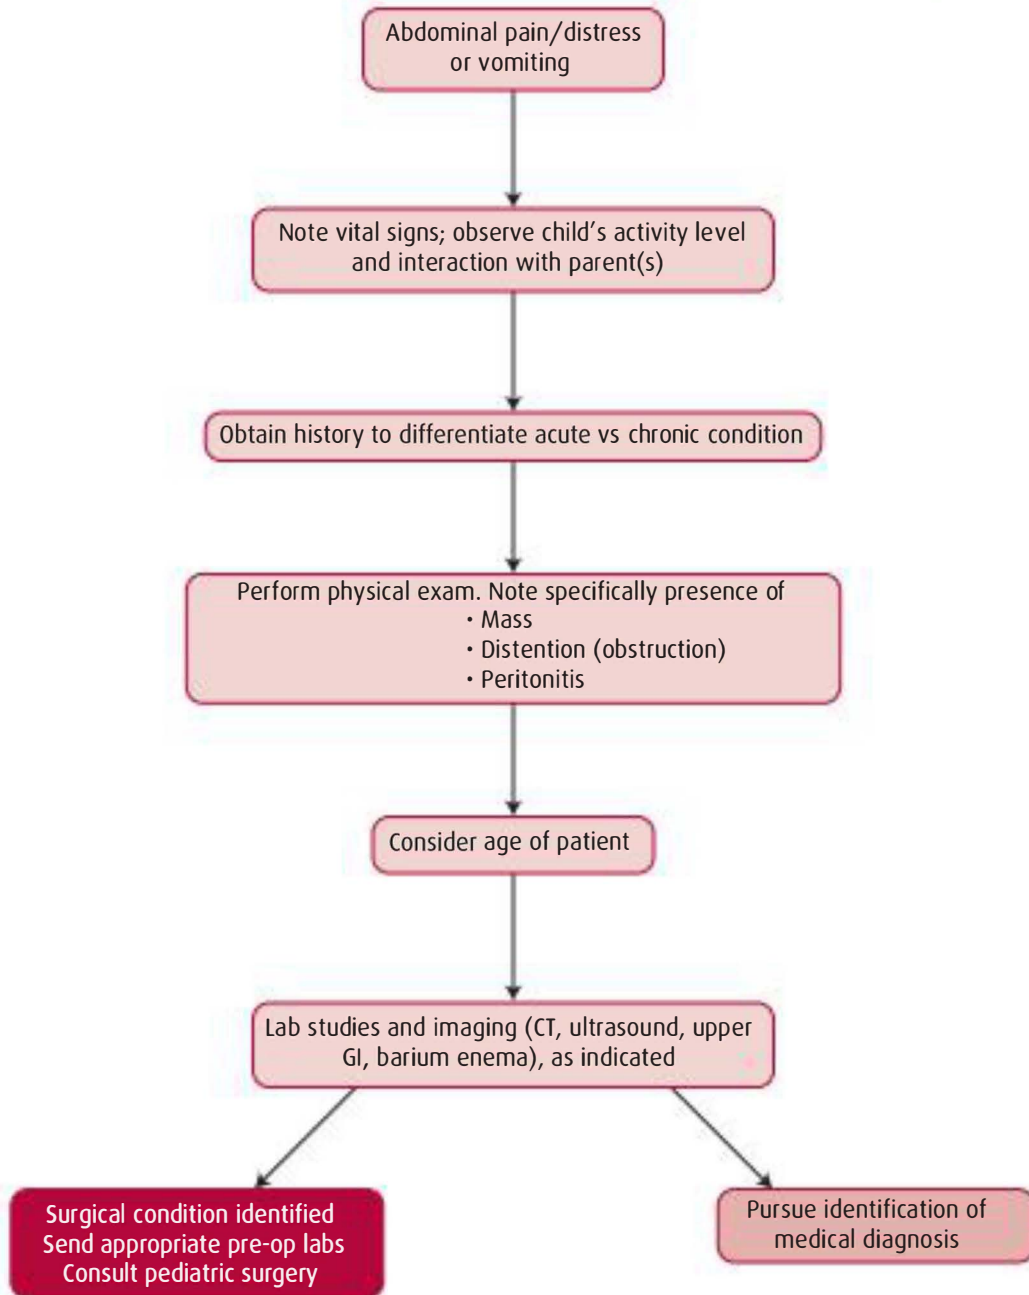 Abdominal pain/distress
or vomiting
Note vital signs; observe child's activity level
and interaction with parent(s)
Obtain history to differentiate acute vs chronic condition
Perform physical exam. Note specifically presence of
• Mass
• Distention (obstruction)
• Peritonitis
Consider age of patient
Lab studies and imaging (CT, ultrasound, upper
GI, barium enema), as indicated
Surgical condition identified
Send appropriate pre-op labs
Consult pediatric surgery
Pursue identification of
medical diagnosis